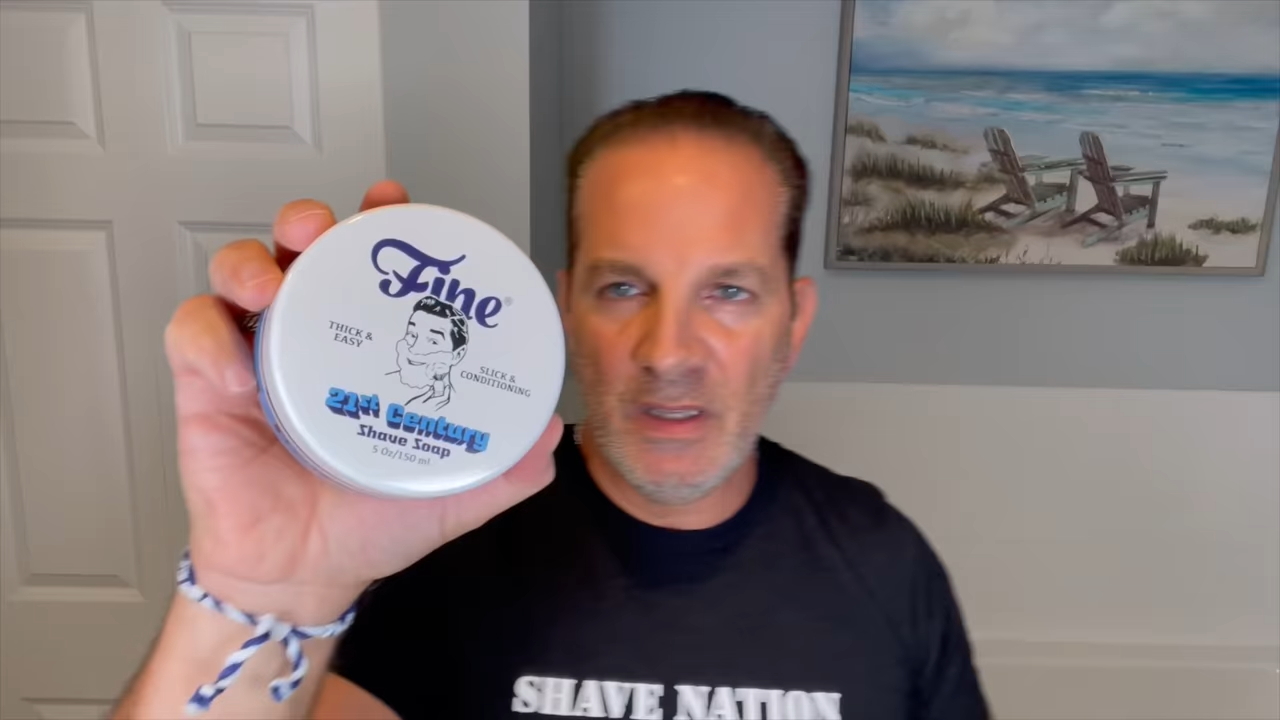 Fine®
THICK &
EASY
SLICK &
CONDITIONING
21st Century
Shave Soap
5 Oz/150 ml
SHAVE NATION